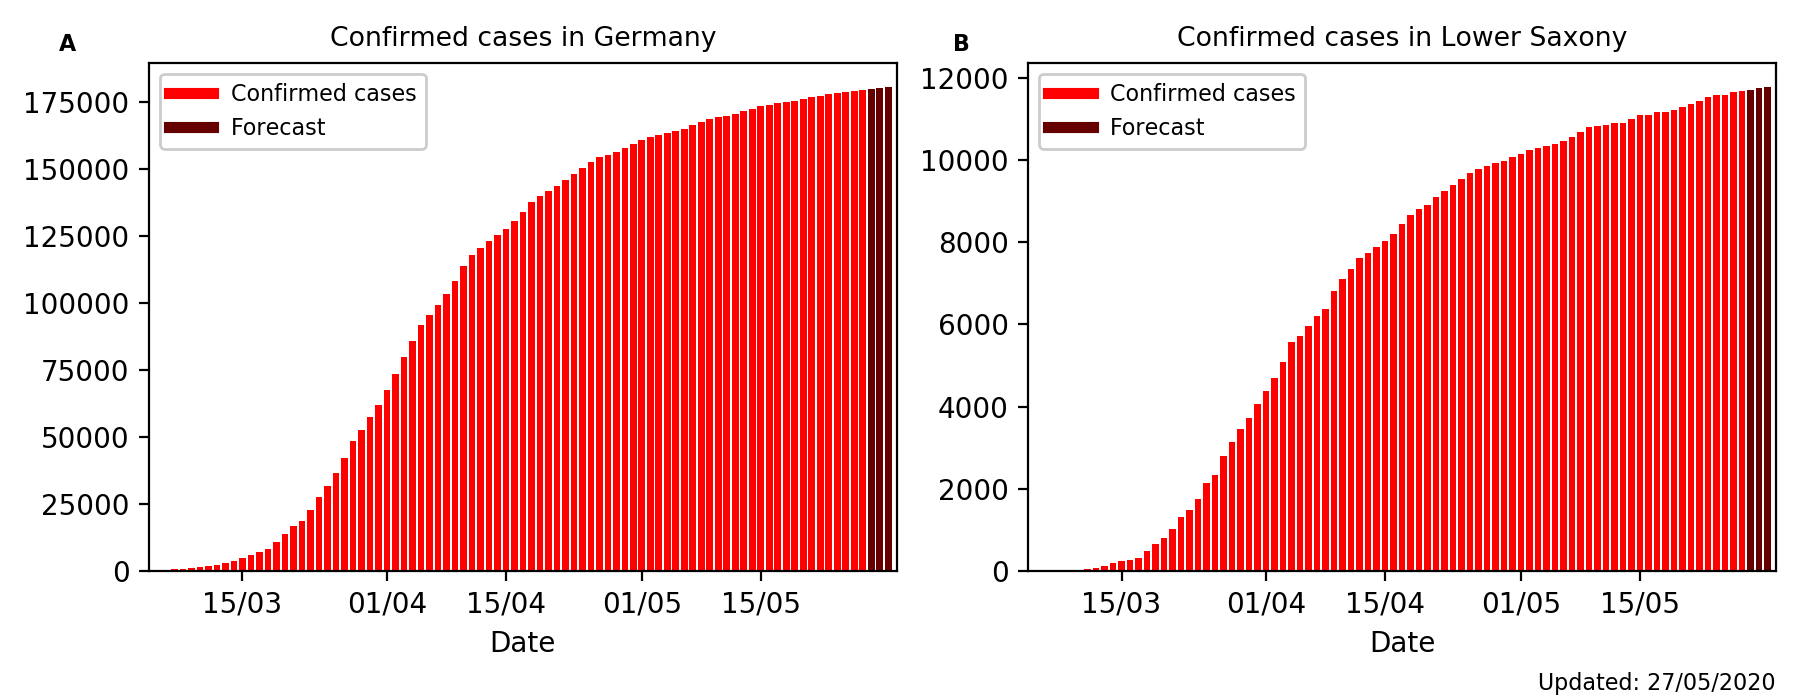 A
Confirmed cases in Germany
Confirmed cases
Forecast
175000
150000
125000
100000
75000
50000
25000
0
15/03 01/04 15/04 01/05 15/05
Date
B
Confirmed cases in Lower Saxony
Confirmed cases
Forecast
12000
10000
8000
6000
4000
2000
0
15/03 01/04 15/04 01/05 15/05
Date
Updated: 27/05/2020